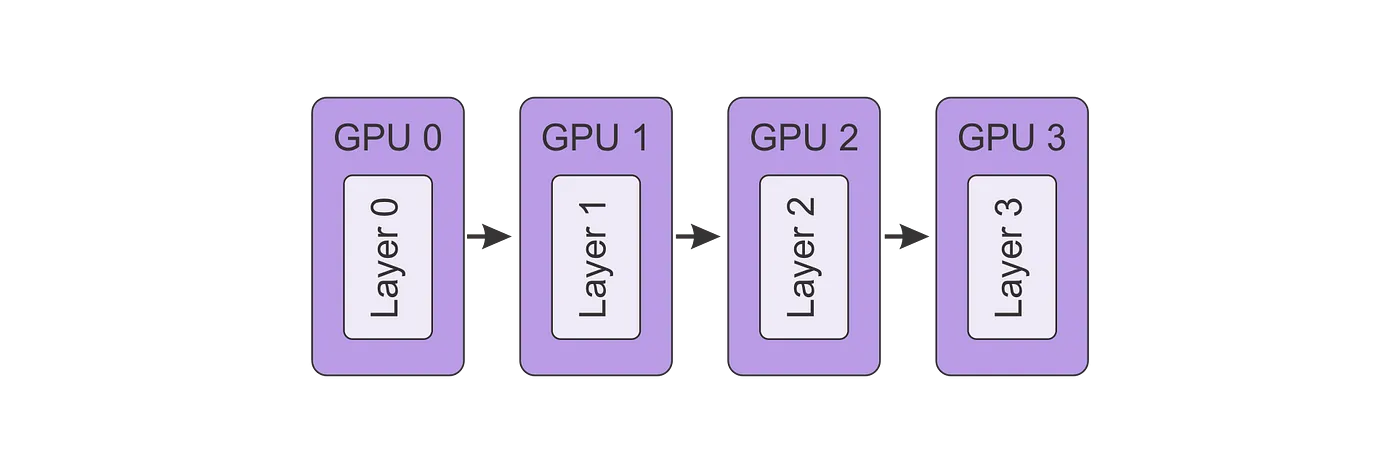 GPU 0
Layer 0
GPU 1
Layer 1
GPU 2
Layer 2
GPU 3
Layer 3